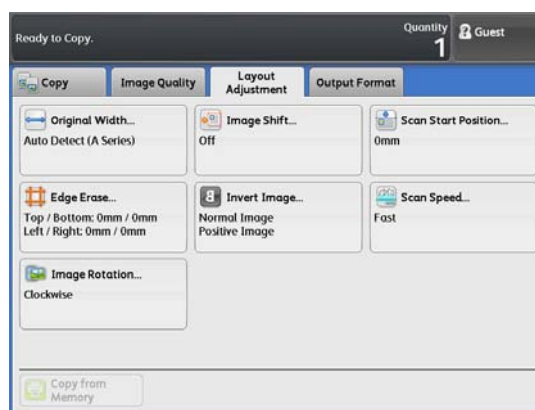 Ready to Copy.
Quantity
1
Guest
Copy
Image Quality
Layout
Adjustment
Output Format
Original Width...
Auto Detect (A Series)
Image Shift...
Off
Scan Start Position...
0mm
Edge Erase...
Top / Bottom: 0mm / 0mm
Left / Right: 0mm / 0mm
Invert Image...
Normal Image
Positive Image
Scan Speed...
Fast
Image Rotation...
Clockwise
Copy from
Memory